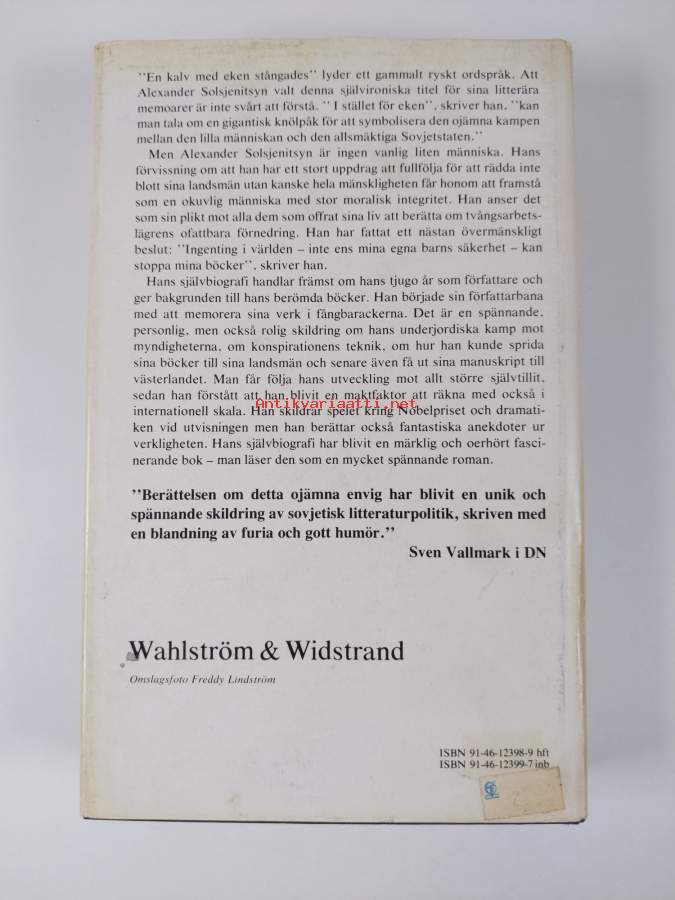 "En kalv med eken stångades" lyder ett gammalt ryskt ordspråk. Att
Alexander Solsjenitsyn valt denna självironiska titel för sina litterära
memoarer är inte svårt att förstå. "I stället för eken", skriver han, "kan
man tala om en gigantisk knölpåk för att symbolisera den ojämna kampen
mellan den lilla människan och den allsmäktiga Sovjetstaten."
Men Alexander Solsjenitsyn är ingen vanlig liten människa. Hans
förvissning om att han har ett stort uppdrag att fullfölja för att rädda inte
blott sina landsmän utan kanske hela mänskligheten får honom att framstå
som en okuvlig människa med stor moralisk integritet. Han anser det
som sin plikt mot alla dem som offrat sina liv att berätta om tvångsarbets-
lägrens ofattbara förnedring. Han har fattat ett nästan övermänskligt
beslut: "Ingenting i världen – inte ens mina egna barns säkerhet – kan
stoppa mina böcker", skriver han.
Hans självbiografi handlar främst om hans tjugo år som författare och
ger bakgrunden till hans berömda böcker. Han började sin författarbana
med att memorera sina verk i fångbarackerna. Det är en spännande,
personlig, men också rolig skildring om hans underjordiska kamp mot
myndigheterna, om konspirationens teknik, om hur han kunde sprida
sina böcker till sina landsmän och senare även få ut sina manuskript till
västerlandet. Man får följa hans utveckling mot allt större självtillit,
sedan han förstått att han blivit en maktfaktor att räkna med också i
Antikvariaatti.net
internationell skala. Han skildrar spelet kring Nobelpriset och dramati-
ken vid utvisningen men han berättar också fantastiska anekdoter ur
verkligheten. Hans självbiografi har blivit en märklig och oerhört fasci-
nerande bok – man läser den som en mycket spännande roman.
"Berättelsen om detta ojämna envig har blivit en unik och
spännande skildring av sovjetisk litteraturpolitik, skriven med
en blandning av furia och gott humör."
Sven Vallmark i DN
Wahlström & Widstrand
Omslagsfoto Freddy Lindström
ISBN 91-46-12398-9 hft
ISBN 91-46-12399-7 inb